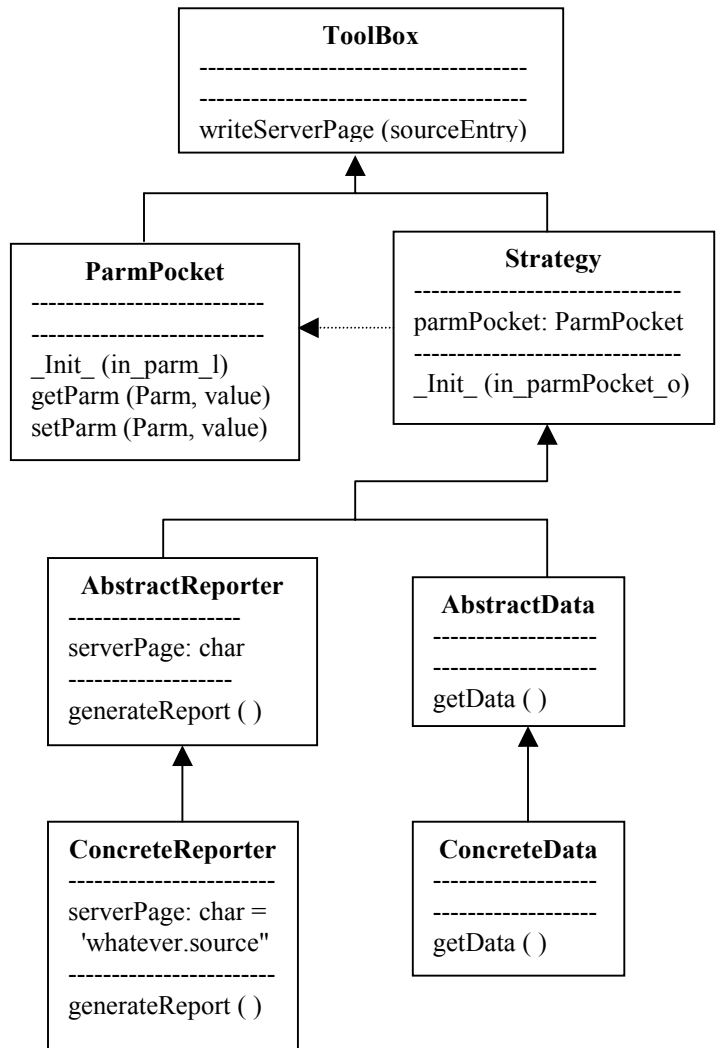 ToolBox
--------------------------------------
--------------------------------------
writeServerPage (sourceEntry)
ParmPocket
---------------------------
---------------------------
_Init_ (in_parm_l)
getParm (Parm, value)
setParm (Parm, value)
Strategy
-------------------------------
parmPocket: ParmPocket
-------------------------------
_Init_ (in_parmPocket_o)
AbstractReporter
--------------------
serverPage: char
-------------------
generateReport ( )
AbstractData
-------------------
-------------------
getData ( )
ConcreteReporter
------------------------
serverPage: char =
'whatever.source"
------------------------
generateReport ( )
ConcreteData
-------------------
-------------------
getData ( )